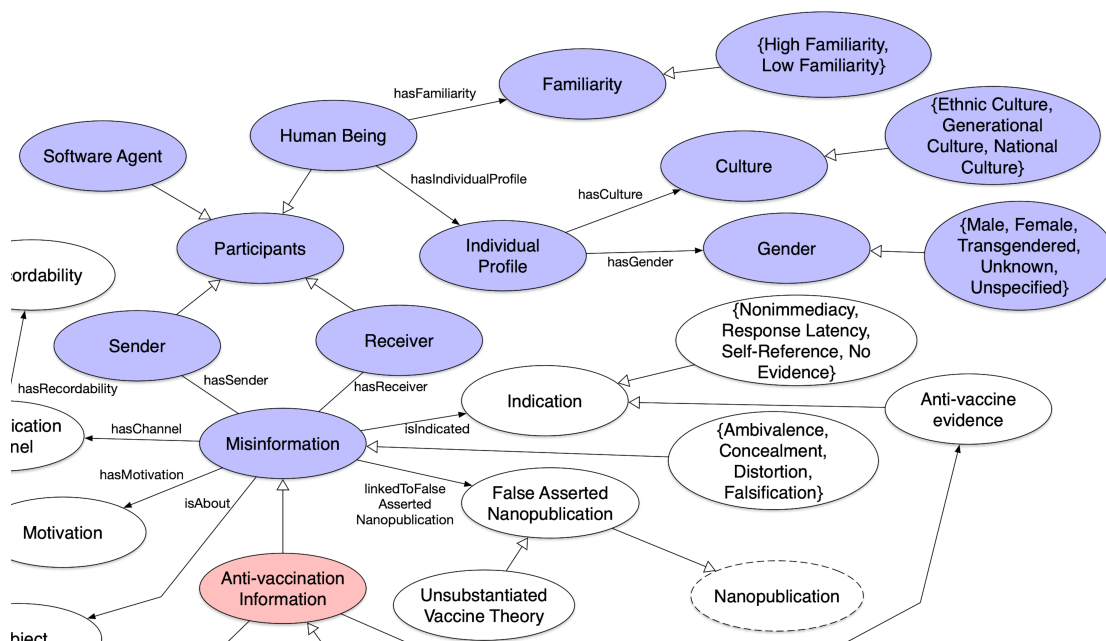 {High Familiarity,
Low Familiarity}
Familiarity
hasFamiliarity
Human Being
{Ethnic Culture,
Generational
Culture, National
Culture}
Software Agent
Culture
hasIndividualProfile
hasCulture
Participants
Individual
Profile
hasGender
Gender
{Male, Female,
Transgendered,
Unknown,
Unspecified}
cordability
Sender
Receiver
{Nonimmediacy,
Response Latency,
Self-Reference, No
Evidence}
hasRecordability
hasSender
hasReceiver
Indication
Anti-vaccine
evidence
ication
nel
hasChannel
Misinformation
isIndicated
{Ambivalence,
Concealment,
Distortion,
Falsification}
hasMotivation
isAbout
linkedToFalse
Asserted
Nanopublication
False Asserted
Nanopublication
Motivation
Anti-vaccination
Information
Unsubstantiated
Vaccine Theory
Nanopublication
bject